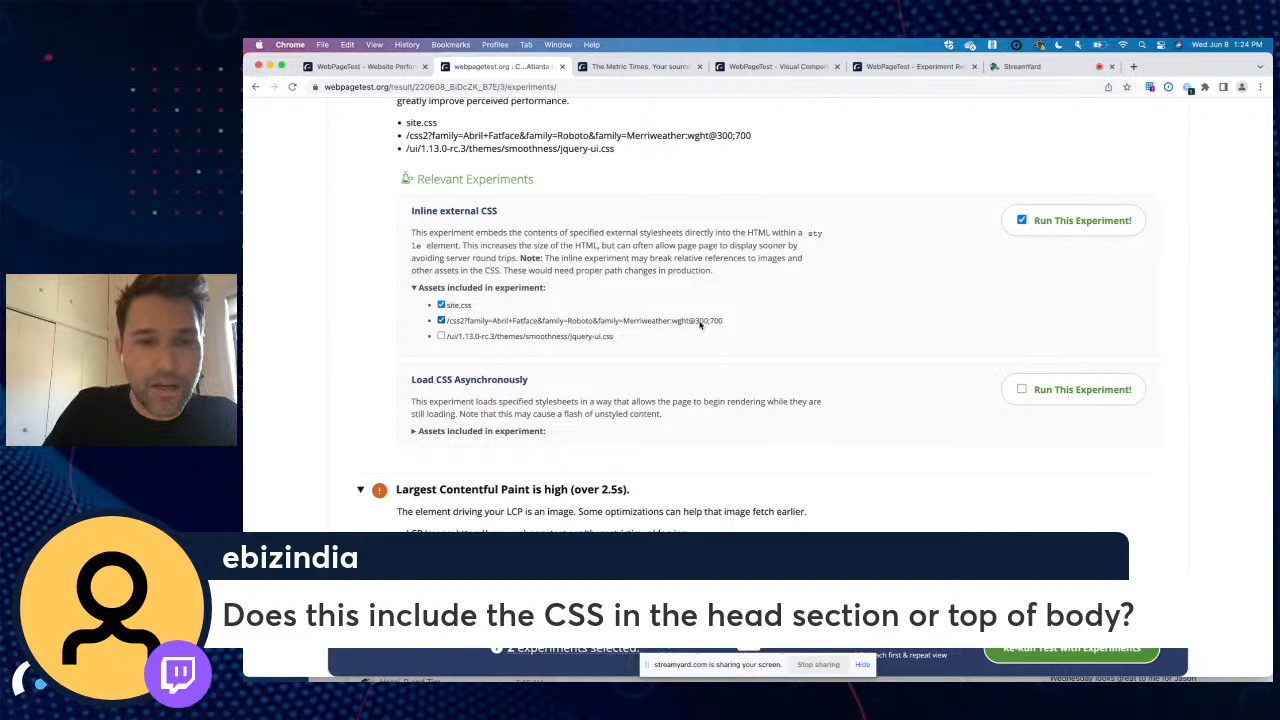 Chrome File Edit View History Bookmarks Profiles Tab Window Help
Wed Jun 8 1:24 PM
WebPageTest - Website Perfor
webpagetest.org : C...Atlanta
The Metric Times. Your source
WebPageTest - Visual Compa
WebPageTest - Experiment Re
StreamYard
webpagetest.org/result/220608_BiDcZK_B7E/3/experiments/
greatly improve perceived performance.
• site.css
• /css2?family=Abril+Fatface&family=Roboto&family=Merriweather:wght@300;700
• /ui/1.13.0-rc.3/themes/smoothness/jquery-ui.css
Relevant Experiments
Inline external CSS
Run This Experiment!
This experiment embeds the contents of specified external stylesheets directly into the HTML within a sty
le element. This increases the size of the HTML, but can often allow page page to display sooner by
avoiding server round trips. Note: The inline experiment may break relative references to images and
other assets in the CSS. These would need proper path changes in production.
▼ Assets included in experiment:
• site.css
• /css2?family=Abril+Fatface&family=Roboto&family=Merriweather:wght@300;700
• /ui/1.13.0-rc.3/themes/smoothness/jquery-ui.css
Load CSS Asynchronously
Run This Experiment!
This experiment loads specified stylesheets in a way that allows the page to begin rendering while they are
still loading. Note that this may cause a flash of unstyled content.
▶ Assets included in experiment:
▼ Largest Contentful Paint is high (over 2.5s).
The element driving your LCP is an image. Some optimizations can help that image fetch earlier.
ebizindia
Does this include the CSS in the head section or top of body?
2 experiments selected.
each first & repeat view
Re-Run Test with Experiments
streamyard.com is sharing your screen.
Stop sharing
Hide
Wednesday looks great to me for Jason